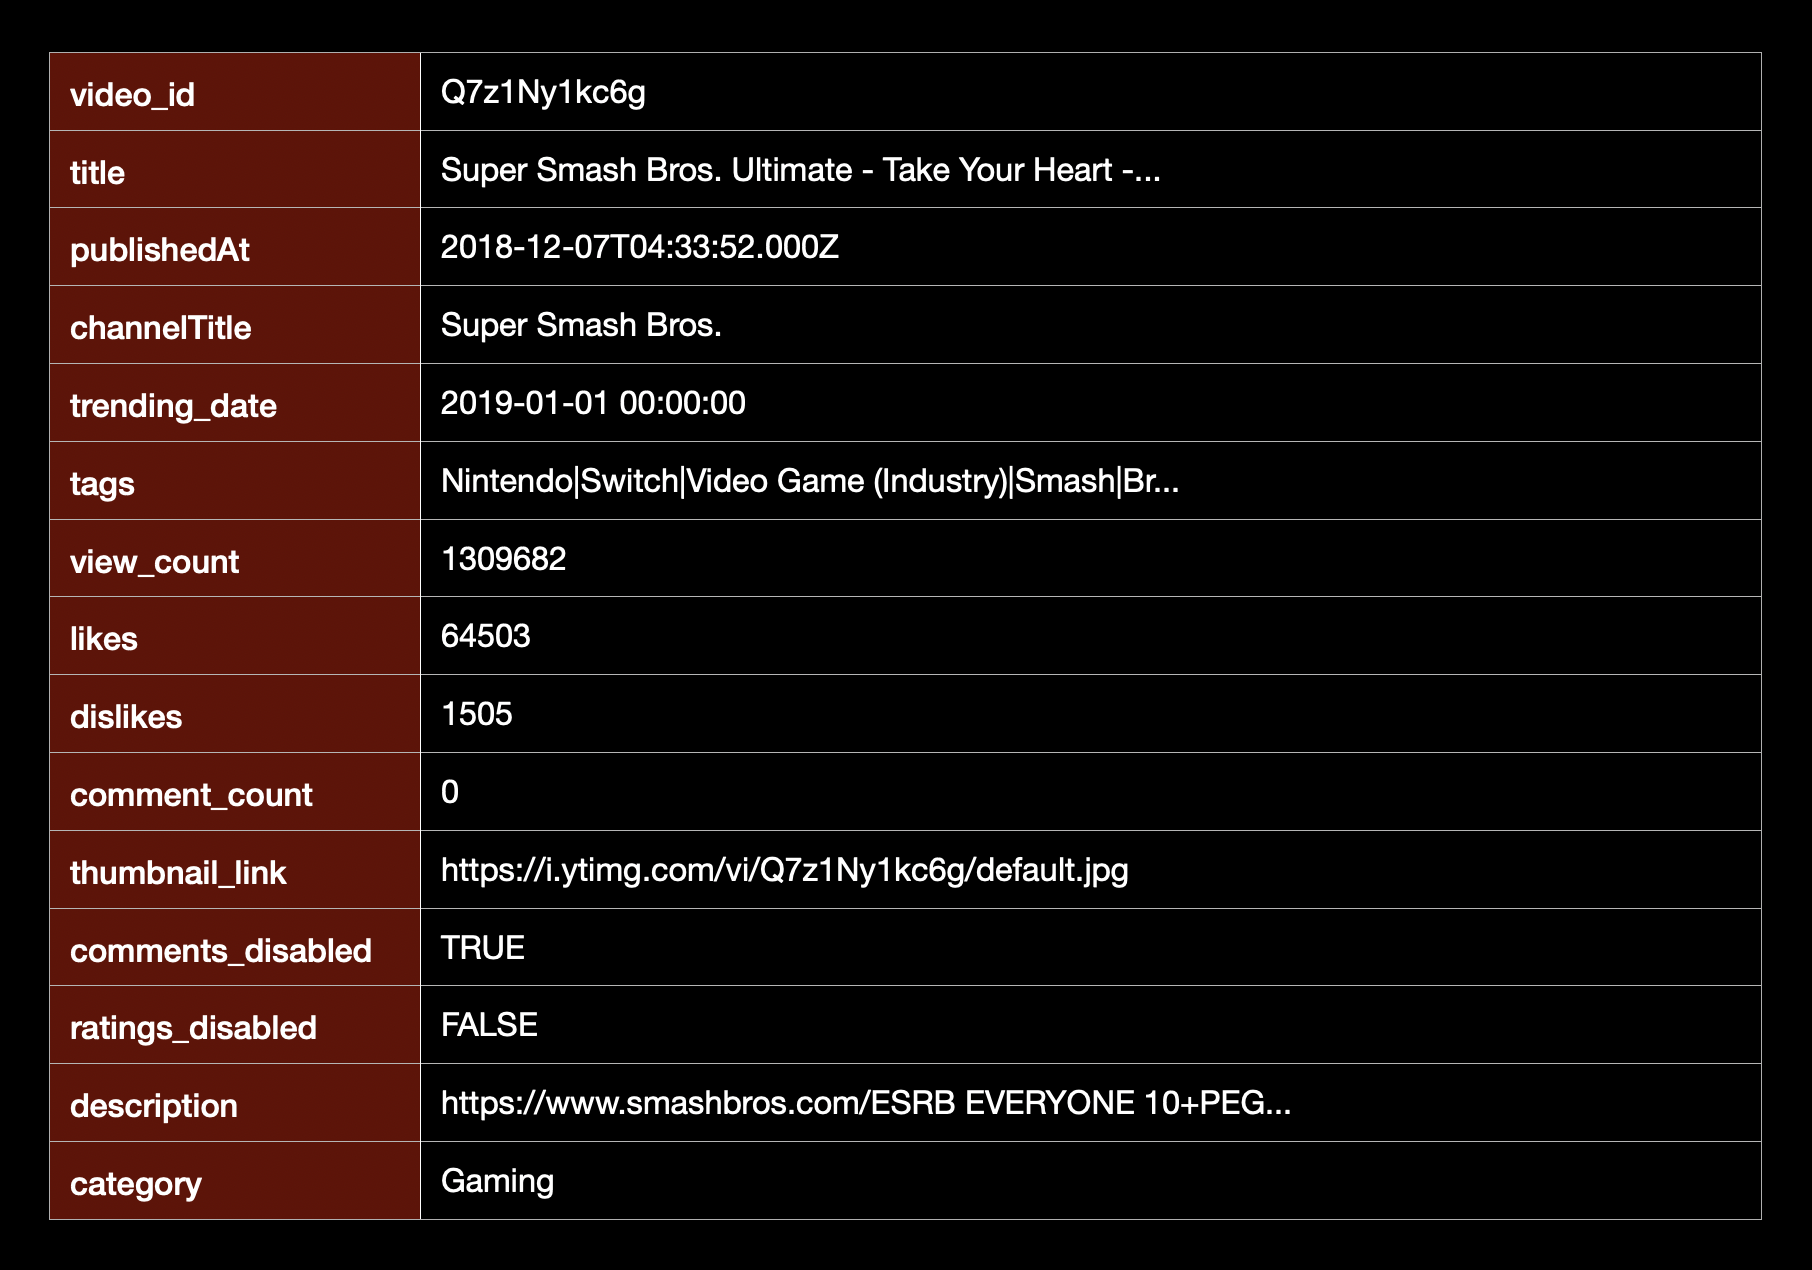 video_id Q7z1Ny1kc6g
title Super Smash Bros. Ultimate - Take Your Heart -...
publishedAt 2018-12-07T04:33:52.000Z
channelTitle Super Smash Bros.
trending_date 2019-01-01 00:00:00
tags Nintendo|Switch|Video Game (Industry)|Smash|Br...
view_count 1309682
likes 64503
dislikes 1505
comment_count 0
thumbnail_link https://i.ytimg.com/vi/Q7z1Ny1kc6g/default.jpg
comments_disabled TRUE
ratings_disabled FALSE
description https://www.smashbros.com/ESRB EVERYONE 10+PEG...
category Gaming